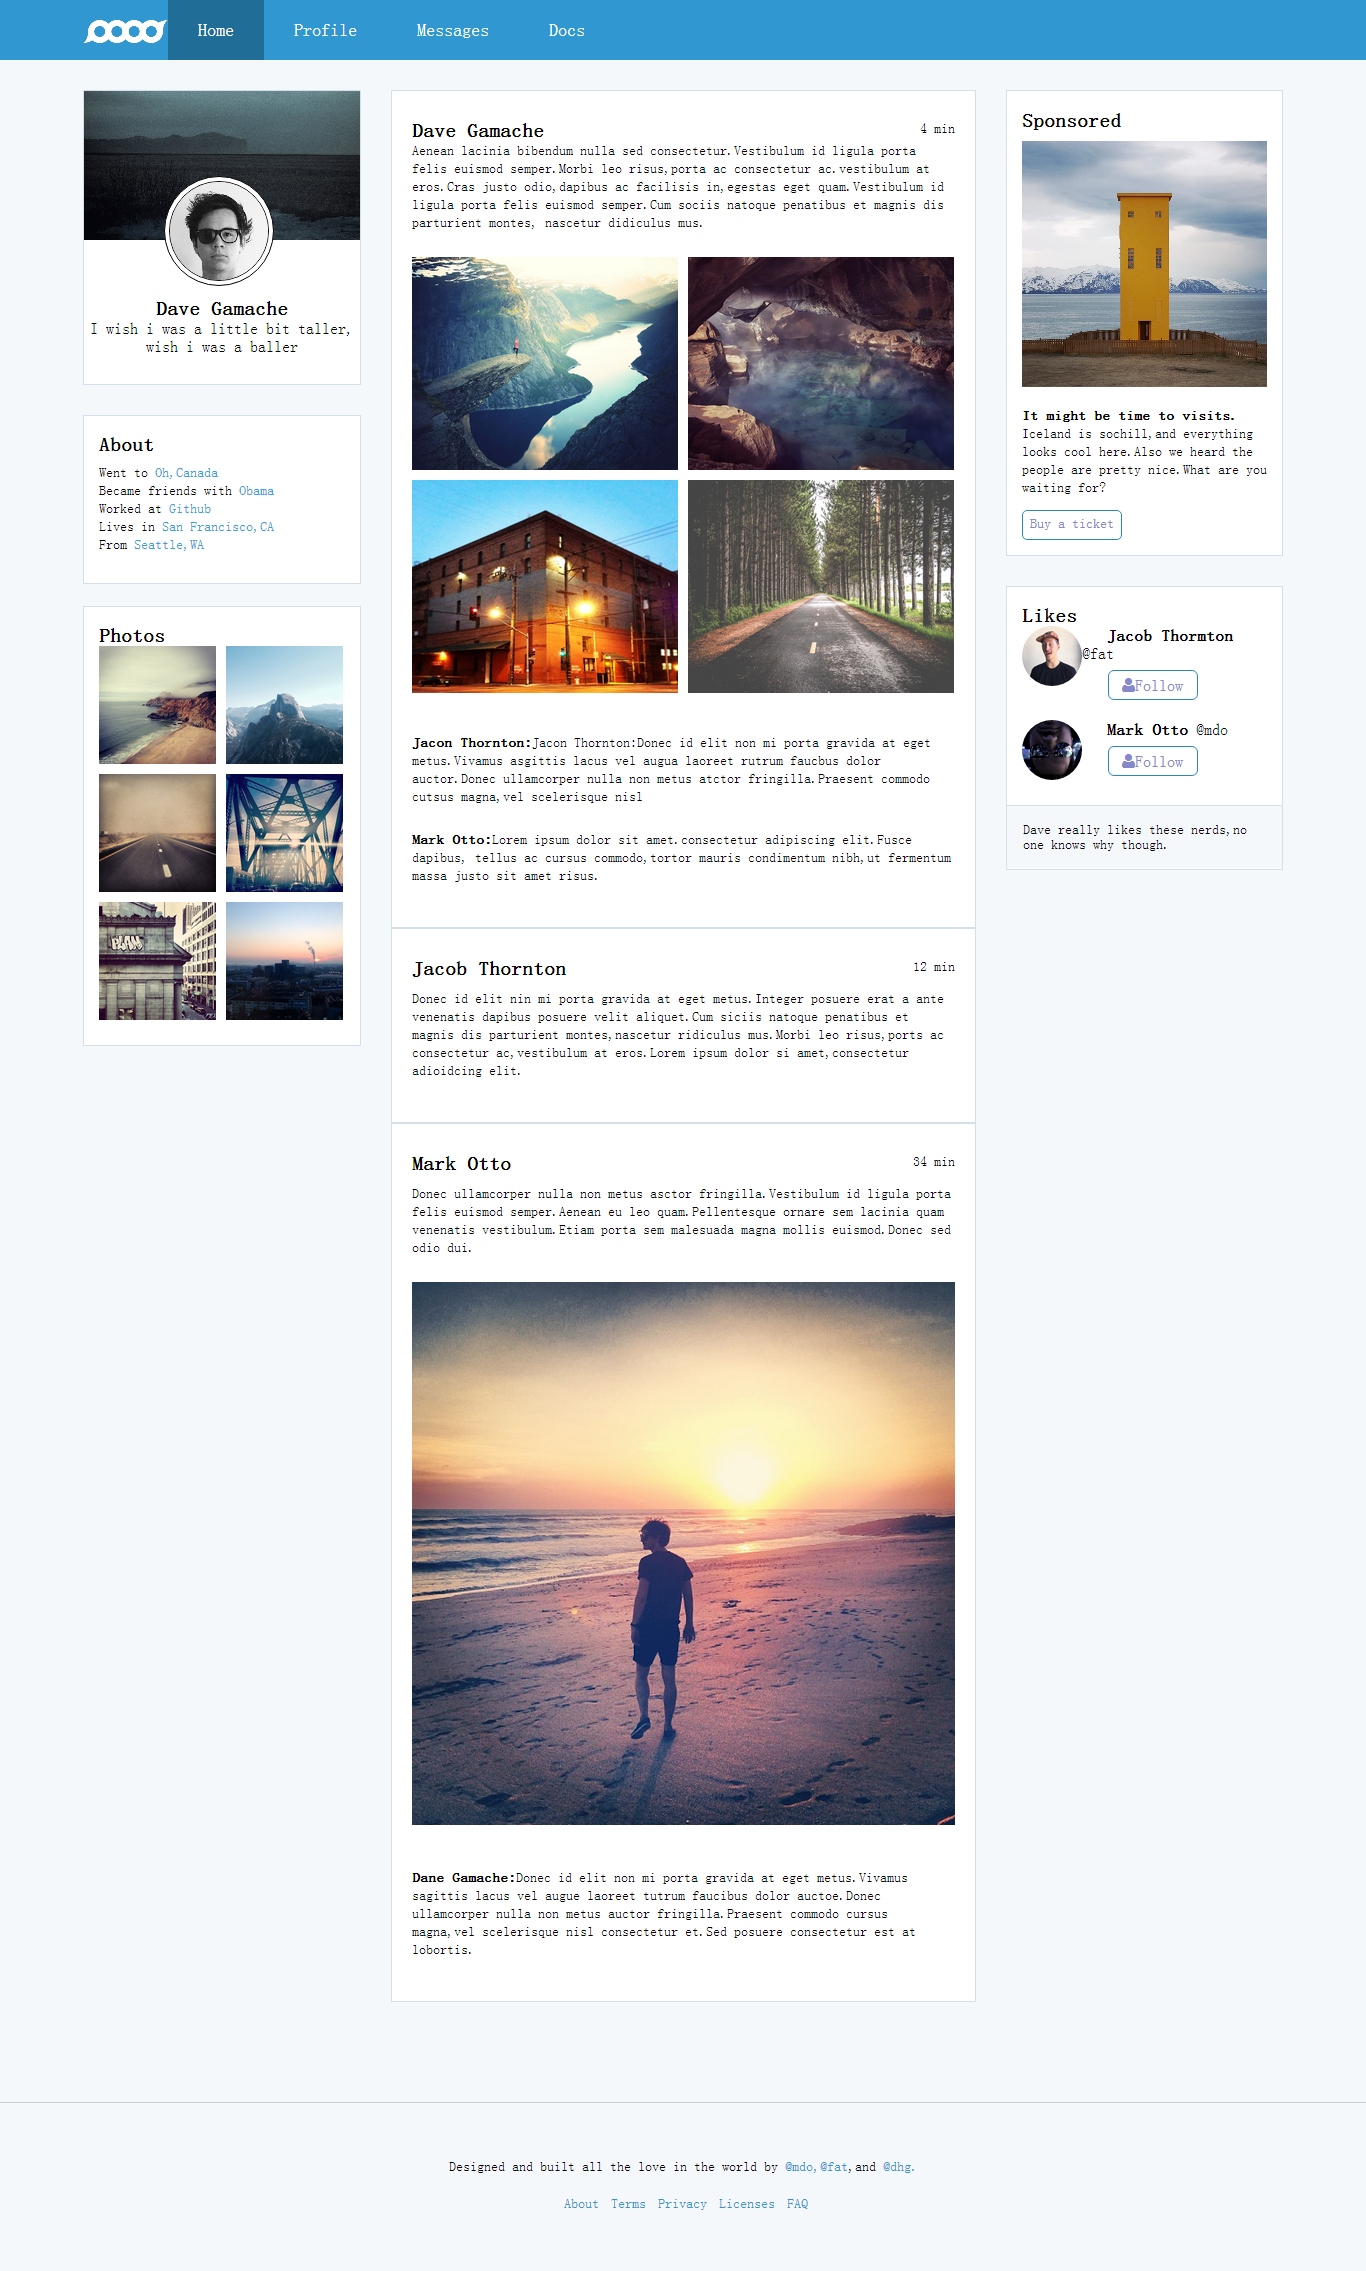 Home Profile Messages Docs
Dave Gamache
I wish i was a little bit taller,
wish i was a baller
About
Went to Oh, Canada
Became friends with Obama
Worked at Github
Lives in San Francisco, CA
From Seattle, WA
Photos
PLAM
Dave Gamache 4 min
Aenean lacinia bibendum nulla sed consectetur. Vestibulum id ligula porta
felis euismod semper. Morbi leo risus, porta ac consectetur ac. vestibulum at
eros. Cras justo odio, dapibus ac facilisis in, egestas eget quam. Vestibulum id
ligula porta felis euismod semper. Cum sociis natoque penatibus et magnis dis
parturient montes, nascetur didiculus mus.
Jacon Thornton:Jacon Thornton:Donec id elit non mi porta gravida at eget
metus. Vivamus asgittis lacus vel augua laoreet rutrum faucbus dolor
auctor. Donec ullamcorper nulla non metus atctor fringilla. Praesent commodo
cutsus magna, vel scelerisque nisl
Mark Otto:Lorem ipsum dolor sit amet. consectetur adipiscing elit. Fusce
dapibus, tellus ac cursus commodo, tortor mauris condimentum nibh, ut fermentum
massa justo sit amet risus.
Jacob Thornton 12 min
Donec id elit nin mi porta gravida at eget metus. Integer posuere erat a ante
venenatis dapibus posuere velit aliquet. Cum siciis natoque penatibus et
magnis dis parturient montes, nascetur ridiculus mus. Morbi leo risus, ports ac
consectetur ac, vestibulum at eros. Lorem ipsum dolor si amet, consectetur
adioidcing elit.
Mark Otto 34 min
Donec ullamcorper nulla non metus asctor fringilla. Vestibulum id ligula porta
felis euismod semper. Aenean eu leo quam. Pellentesque ornare sem lacinia quam
venenatis vestibulum. Etiam porta sem malesuada magna mollis euismod. Donec sed
odio dui.
Dane Gamache:Donec id elit non mi porta gravida at eget metus. Vivamus
sagittis lacus vel augue laoreet tutrum faucibus dolor auctoe. Donec
ullamcorper nulla non metus auctor fringilla. Praesent commodo cursus
magna, vel scelerisque nisl consectetur et. Sed posuere consectetur est at
lobortis.
Sponsored
It might be time to visits.
Iceland is sochill, and everything
looks cool here. Also we heard the
people are pretty nice. What are you
waiting for?
Buy a ticket
Likes
Jacob Thormton
@fat
Follow
Mark Otto @mdo
Follow
Dave really likes these nerds, no
one knows why though.
Designed and built all the love in the world by @mdo, @fat, and @dhg.
About Terms Privacy Licenses FAQ